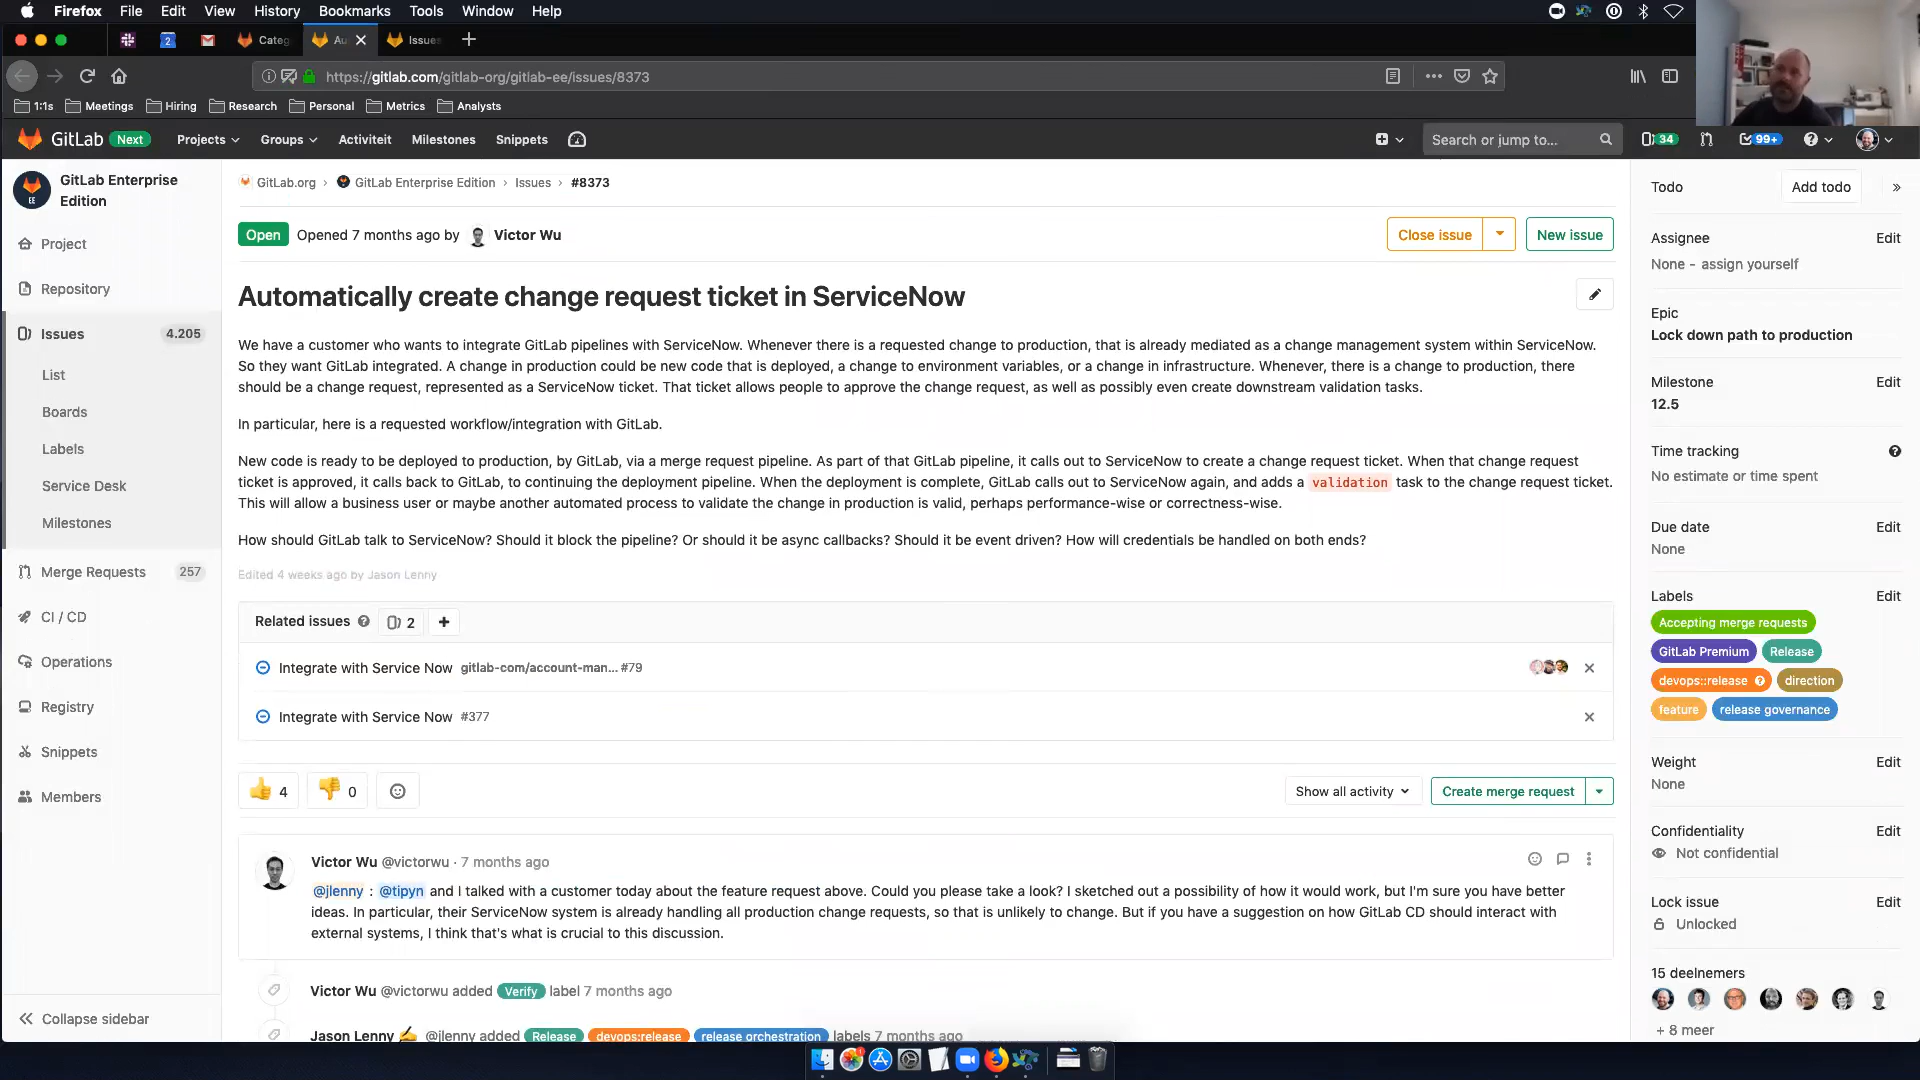 Firefox File Edit View History Bookmarks Tools Window Help
2 Categ Au Issues
https://gitlab.com/gitlab-org/gitlab-ee/issues/8373
1:1s Meetings Hiring Research Personal Metrics Analysts
GitLab Next Projects Groups Activiteit Milestones Snippets Search or jump to... 34 99+
GitLab Enterprise Edition
Project
Repository
Issues 4.205
List
Boards
Labels
Service Desk
Milestones
Merge Requests 257
CI / CD
Operations
Registry
Snippets
Members
Collapse sidebar
GitLab.org › GitLab Enterprise Edition › Issues › #8373
Open Opened 7 months ago by Victor Wu Close issue New issue
Automatically create change request ticket in ServiceNow
We have a customer who wants to integrate GitLab pipelines with ServiceNow. Whenever there is a requested change to production, that is already mediated as a change management system within ServiceNow.
So they want GitLab integrated. A change in production could be new code that is deployed, a change to environment variables, or a change in infrastructure. Whenever, there is a change to production, there
should be a change request, represented as a ServiceNow ticket. That ticket allows people to approve the change request, as well as possibly even create downstream validation tasks.
In particular, here is a requested workflow/integration with GitLab.
New code is ready to be deployed to production, by GitLab, via a merge request pipeline. As part of that GitLab pipeline, it calls out to ServiceNow to create a change request ticket. When that change request
ticket is approved, it calls back to GitLab, to continuing the deployment pipeline. When the deployment is complete, GitLab calls out to ServiceNow again, and adds a validation task to the change request ticket.
This will allow a business user or maybe another automated process to validate the change in production is valid, perhaps performance-wise or correctness-wise.
How should GitLab talk to ServiceNow? Should it block the pipeline? Or should it be async callbacks? Should it be event driven? How will credentials be handled on both ends?
Edited 4 weeks ago by Jason Lenny
Related issues 2
Integrate with Service Now gitlab-com/account-man... #79
Integrate with Service Now #377
4 0 Show all activity Create merge request
Victor Wu @victorwu · 7 months ago
@jlenny : @tipyn and I talked with a customer today about the feature request above. Could you please take a look? I sketched out a possibility of how it would work, but I'm sure you have better
ideas. In particular, their ServiceNow system is already handling all production change requests, so that is unlikely to change. But if you have a suggestion on how GitLab CD should interact with
external systems, I think that's what is crucial to this discussion.
Victor Wu @victorwu added Verify label 7 months ago
Jason Lenny @jlenny added Release devops:release release orchestration labels 7 months ago
Todo Add todo
Assignee Edit
None - assign yourself
Epic
Lock down path to production
Milestone Edit
12.5
Time tracking
No estimate or time spent
Due date Edit
None
Labels Edit
Accepting merge requests
GitLab Premium Release
devops::release direction
feature release governance
Weight Edit
None
Confidentiality Edit
Not confidential
Lock issue Edit
Unlocked
15 deelnemers
+ 8 meer